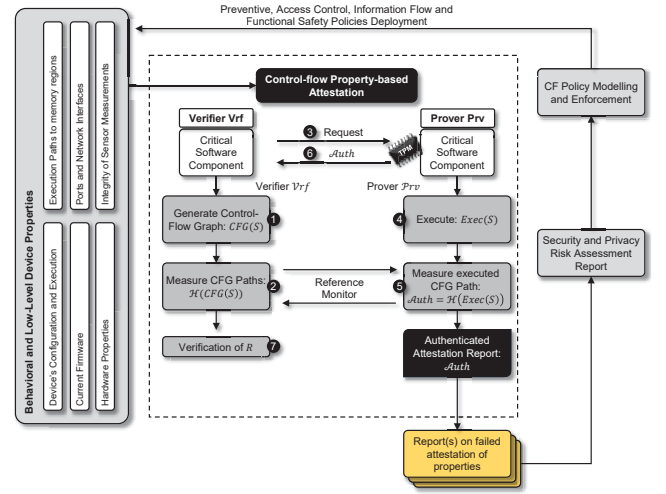 Preventive, Access Control, Information Flow and
Functional Safety Policies Deployment
Behavioral and Low-Level Device Properties
Execution Paths to memory regions
Ports and Network Interfaces
Integrity of Sensor Measurements
Device's Configuration and Execution
Current Firmware
Hardware Properties
Control-flow Property-based
Attestation
Verifier Vrf
Critical
Software
Component
3 Request
6 𝒜𝑢𝑡ℎ
TPM
Prover Prv
Critical
Software
Component
Verifier 𝒱𝑟𝑓
Prover 𝒫𝑟𝑣
Generate Control-
Flow Graph: 𝐶𝐹𝐺(𝑆)
1
4
Execute: 𝐸𝑥𝑒𝑐(𝑆)
Measure CFG Paths:
ℋ(𝐶𝐹𝐺(𝑆))
2
Reference
Monitor
5
Measure executed
CFG Path:
𝒜𝑢𝑡ℎ = ℋ(𝐸𝑥𝑒𝑐(𝑆))
Verification of 𝑅
7
Authenticated
Attestation Report:
𝒜𝑢𝑡ℎ
Report(s) on failed
attestation of
properties
CF Policy Modelling
and Enforcement
Security and Privacy
Risk Assessment
Report